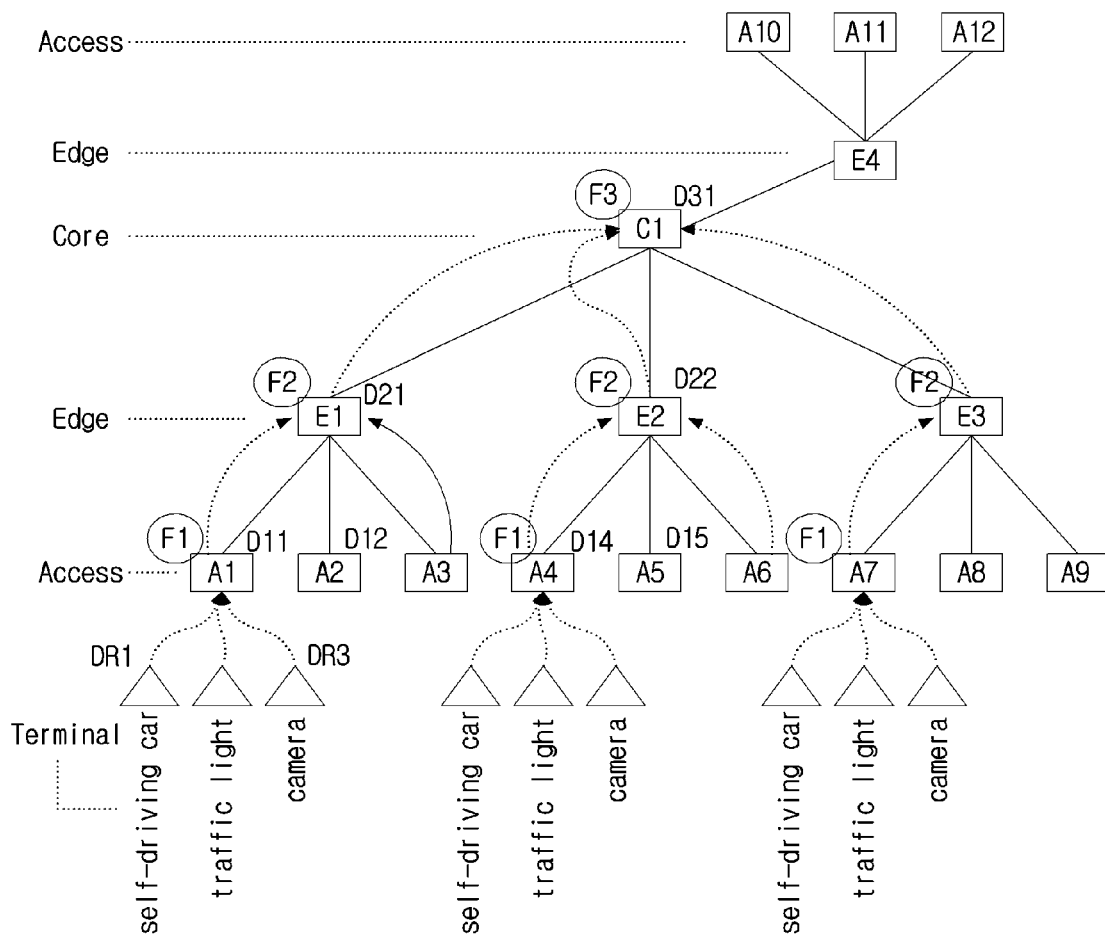 Access A10 A11 A12
Edge E4
F3 D31
Core C1
F2 D21 F2 D22 F2
Edge E1 E2 E3
F1 D11 D12 F1 D14 D15 F1
Access A1 A2 A3 A4 A5 A6 A7 A8 A9
DR1 DR3
Terminal
self-driving car
traffic light
camera
self-driving car
traffic light
camera
self-driving car
traffic light
camera